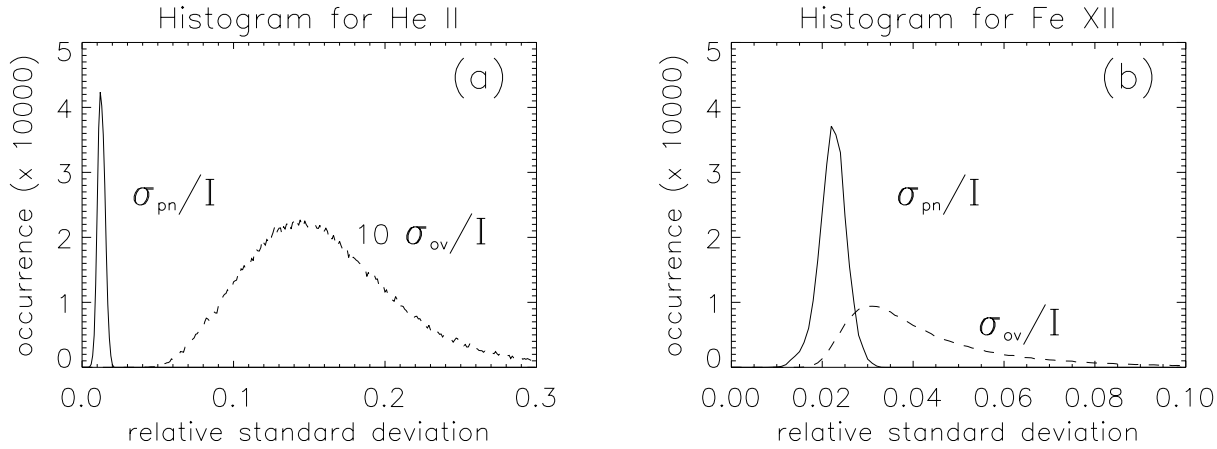 Histogram for He II
(a)
occurrence (x 10000)
5
4
3
2
1
0
σpn/I
10 σov/I
0.0 0.1 0.2 0.3
relative standard deviation
Histogram for Fe XII
(b)
occurrence (x 10000)
5
4
3
2
1
0
σpn/I
σov/I
0.00 0.02 0.04 0.06 0.08 0.10
relative standard deviation